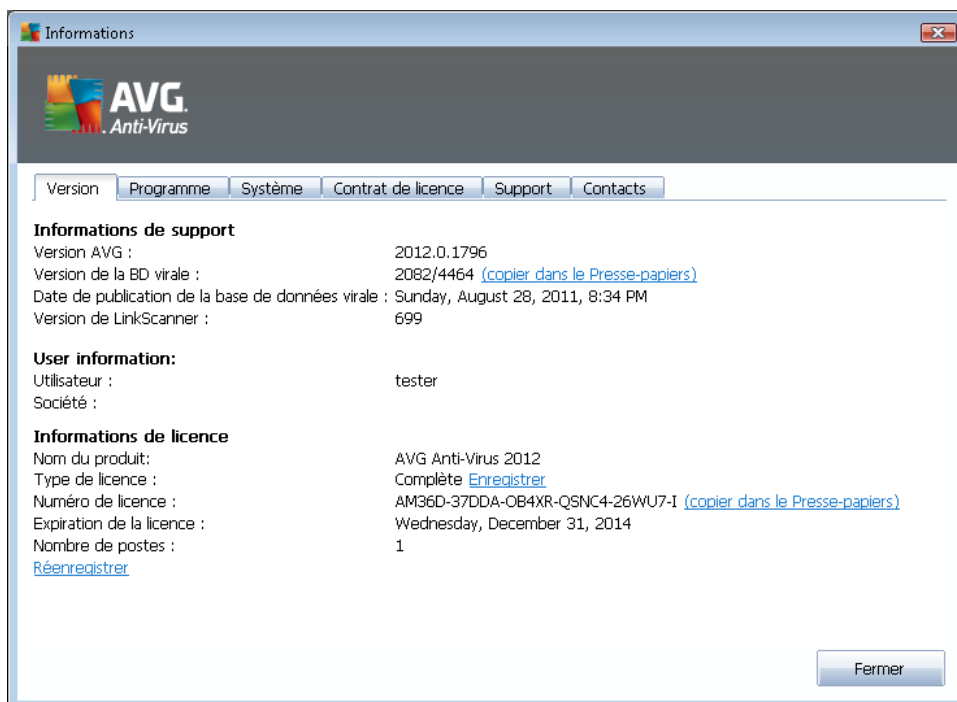 Informations
AVG.
Anti-Virus
Version Programme Système Contrat de licence Support Contacts
Informations de support
Version AVG : 2012.0.1796
Version de la BD virale : 2082/4464 (copier dans le Presse-papiers)
Date de publication de la base de données virale : Sunday, August 28, 2011, 8:34 PM
Version de LinkScanner : 699
User information:
Utilisateur : tester
Société :
Informations de licence
Nom du produit: AVG Anti-Virus 2012
Type de licence : Complète Enregistrer
Numéro de licence : AM36D-37DDA-OB4XR-QSNC4-26WU7-I (copier dans le Presse-papiers)
Expiration de la licence : Wednesday, December 31, 2014
Nombre de postes : 1
Réenregistrer
Fermer